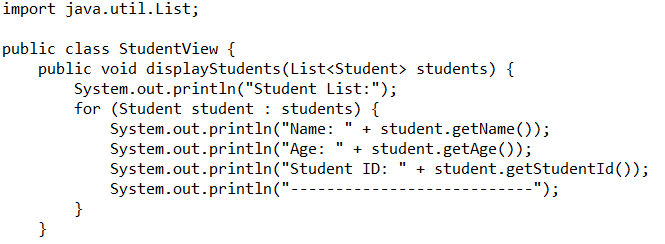 import java.util.List;

public class StudentView {
    public void displayStudents(List<Student> students) {
        System.out.println("Student List:");
        for (Student student : students) {
            System.out.println("Name: " + student.getName());
            System.out.println("Age: " + student.getAge());
            System.out.println("Student ID: " + student.getStudentId());
            System.out.println("---------------------------");
        }
    }